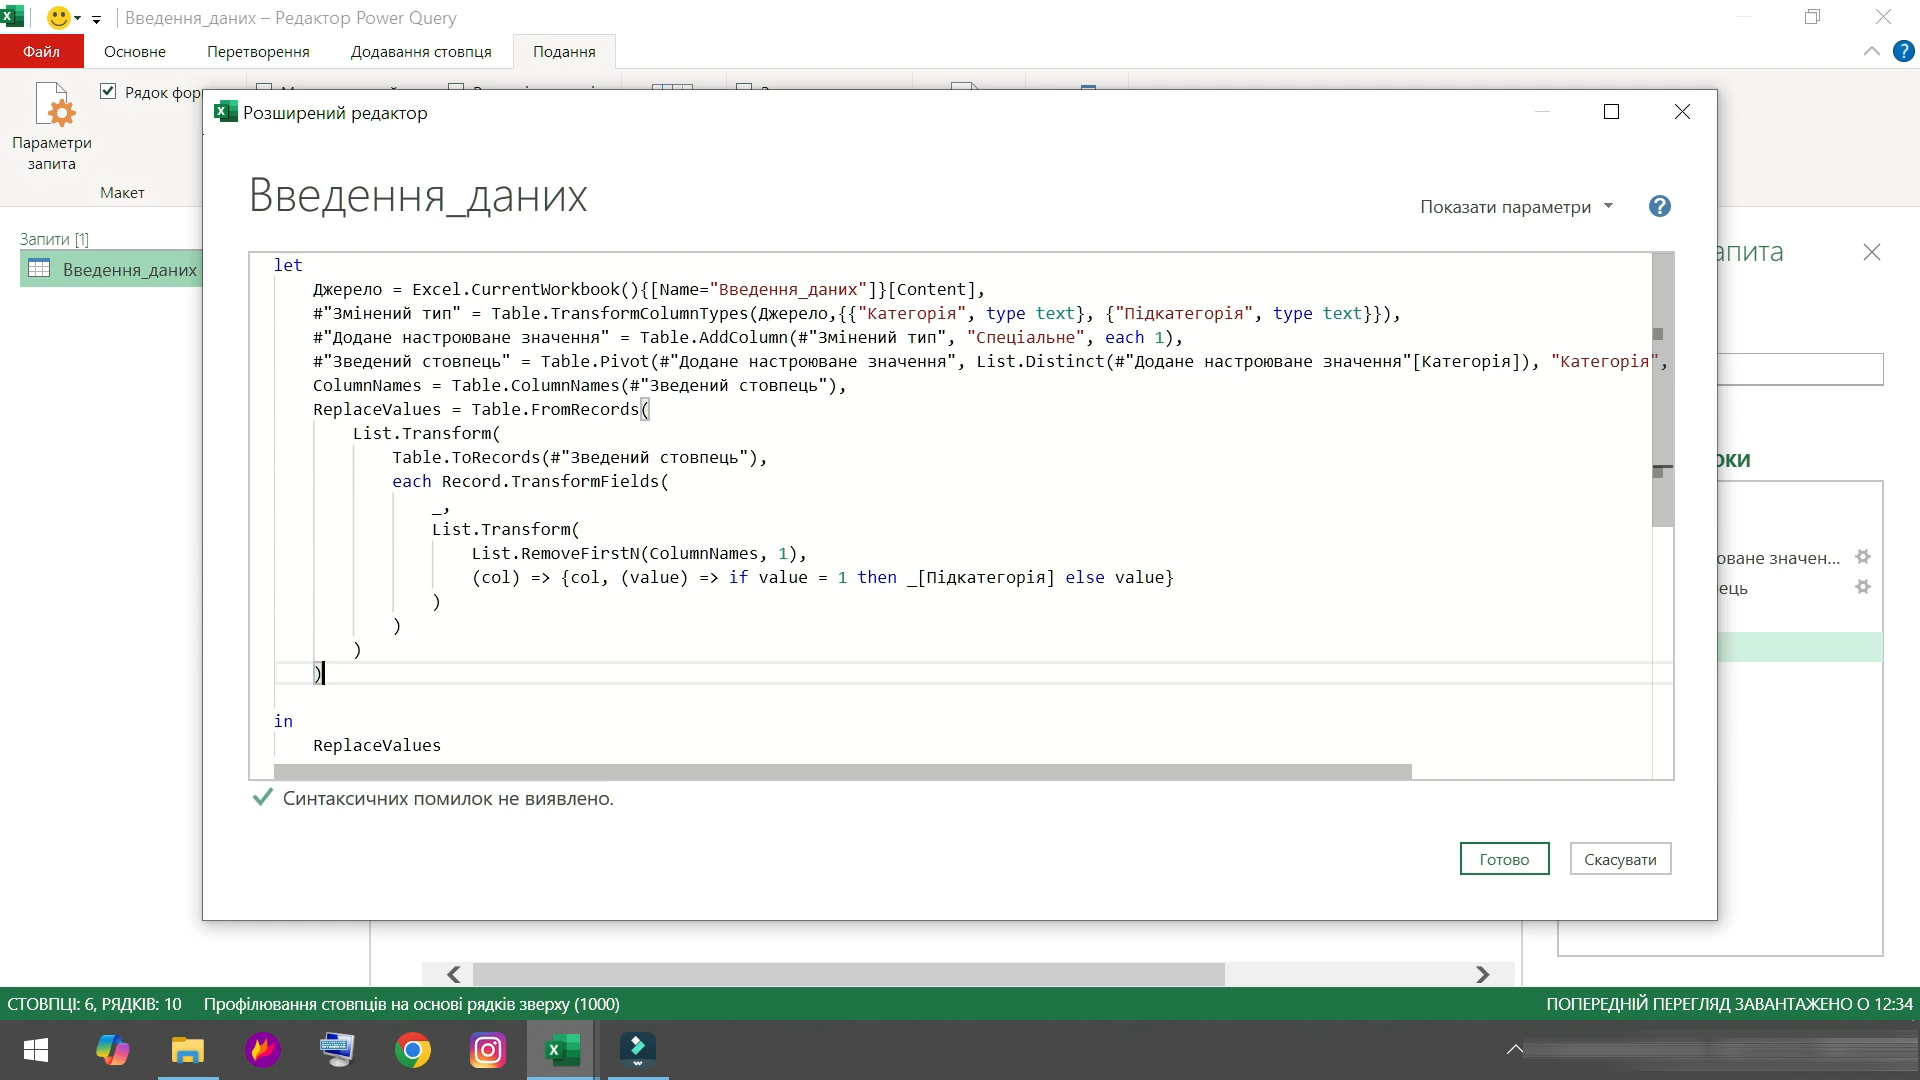 Введення_даних – Редактор Power Query
Файл
Основне
Перетворення
Додавання стовпця
Подання
Рядок фор
Параметри
запита
Макет
Запити [1]
Введення_даних
Розширений редактор
Введення_даних
Показати параметри
let
Джерело = Excel.CurrentWorkbook(){[Name="Введення_даних"]}[Content],
#"Змінений тип" = Table.TransformColumnTypes(Джерело,{{"Категорія", type text}, {"Підкатегорія", type text}}),
#"Додане настроюване значення" = Table.AddColumn(#"Змінений тип", "Спеціальне", each 1),
#"Зведений стовпець" = Table.Pivot(#"Додане настроюване значення", List.Distinct(#"Додане настроюване значення"[Категорія]), "Категорія",
ColumnNames = Table.ColumnNames(#"Зведений стовпець"),
ReplaceValues = Table.FromRecords(
List.Transform(
Table.ToRecords(#"Зведений стовпець"),
each Record.TransformFields(
_,
List.Transform(
List.RemoveFirstN(ColumnNames, 1),
(col) => {col, (value) => if value = 1 then _[Підкатегорія] else value}
)
)
)
)
in
ReplaceValues
Синтаксичних помилок не виявлено.
Готово
Скасувати
апита
оки
оване значен...
ець
СТОВПЦІ: 6, РЯДКІВ: 10
Профілювання стовпців на основі рядків зверху (1000)
ПОПЕРЕДНІЙ ПЕРЕГЛЯД ЗАВАНТАЖЕНО О 12:34